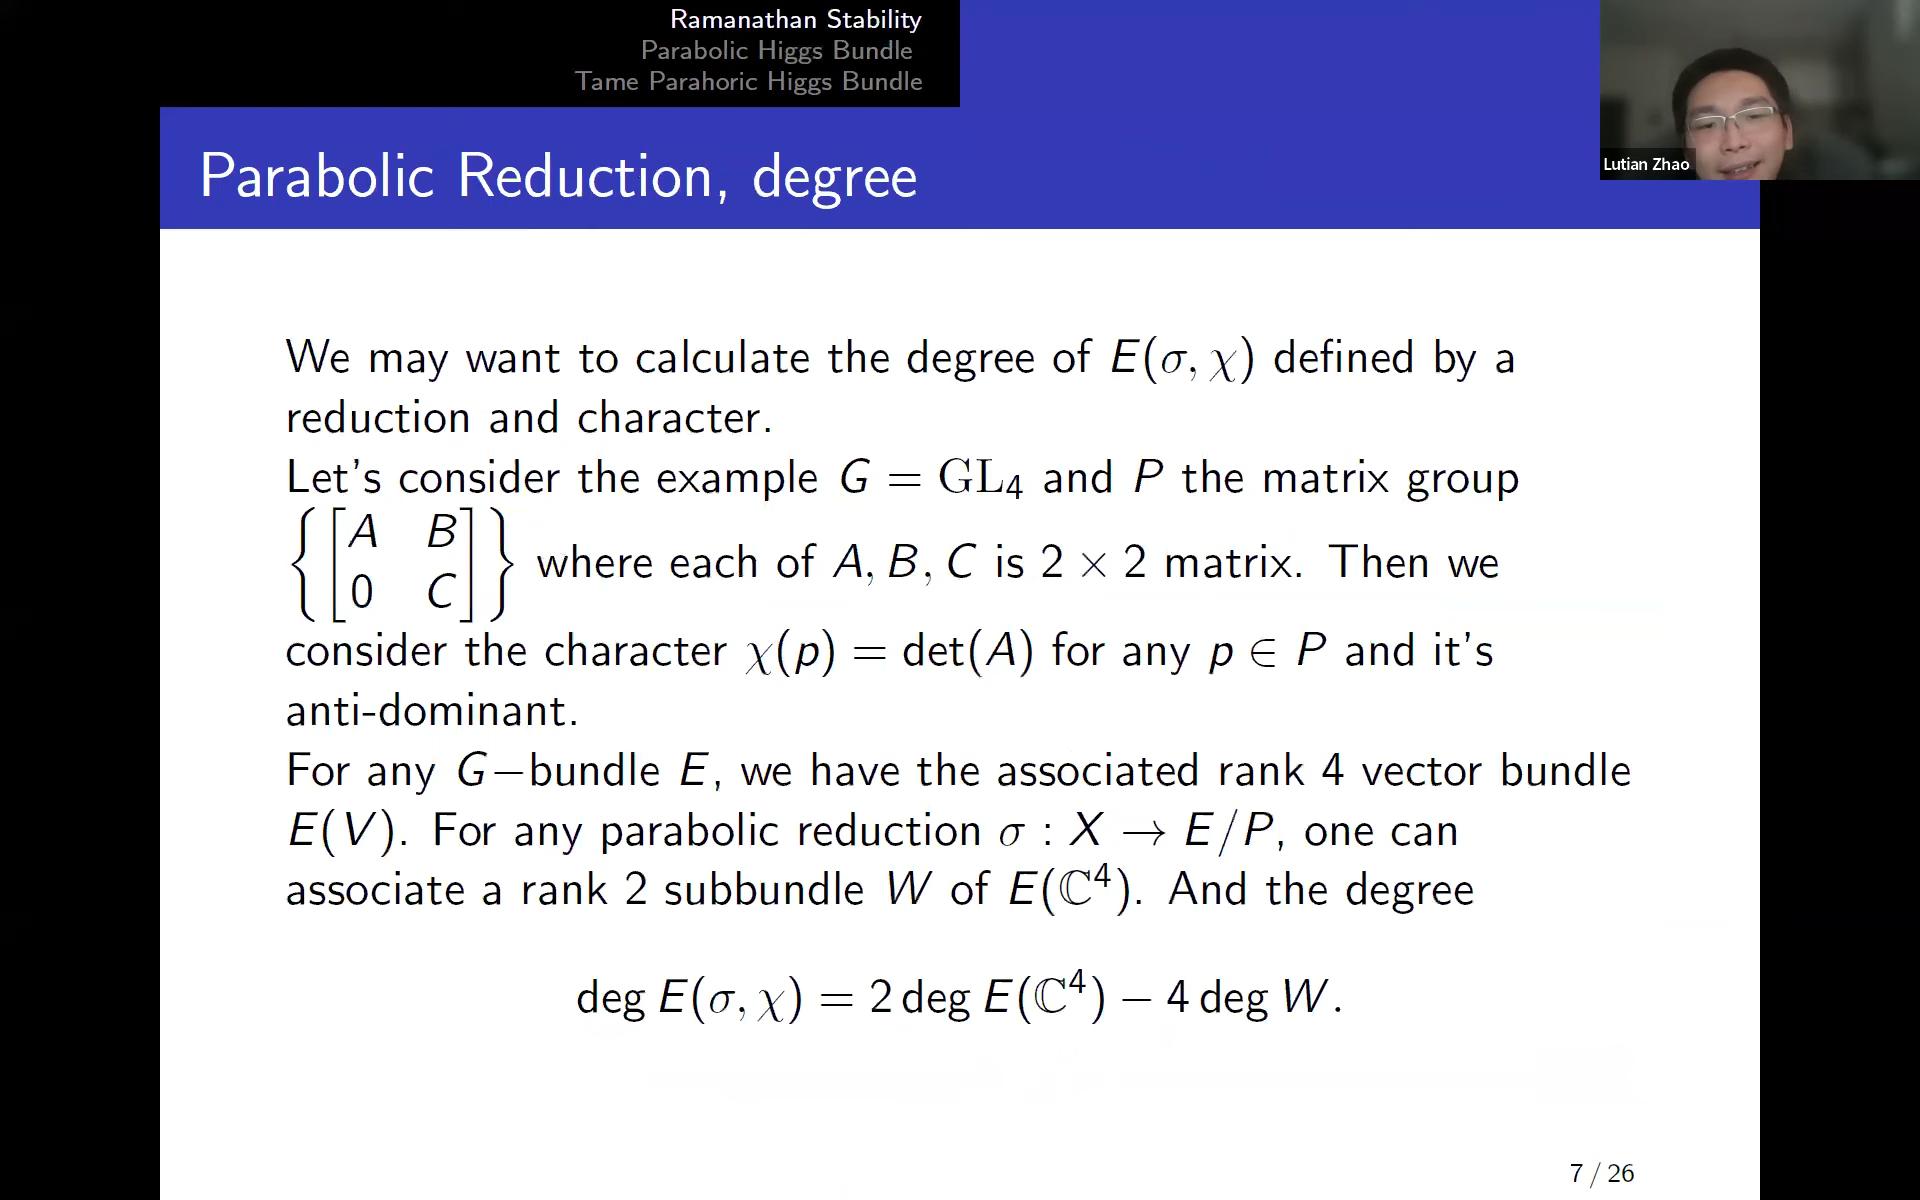 Ramanathan Stability
Parabolic Higgs Bundle
Tame Parahoric Higgs Bundle
Lutian Zhao
Parabolic Reduction, degree
We may want to calculate the degree of E(σ, χ) defined by a
reduction and character.
Let's consider the example G = GL₄ and P the matrix group
{[A B; 0 C]} where each of A, B, C is 2 × 2 matrix. Then we
consider the character χ(p) = det(A) for any p ∈ P and it's
anti-dominant.
For any G−bundle E, we have the associated rank 4 vector bundle
E(V). For any parabolic reduction σ : X → E/P, one can
associate a rank 2 subbundle W of E(ℂ⁴). And the degree
deg E(σ, χ) = 2 deg E(ℂ⁴) − 4 deg W.
7 / 26